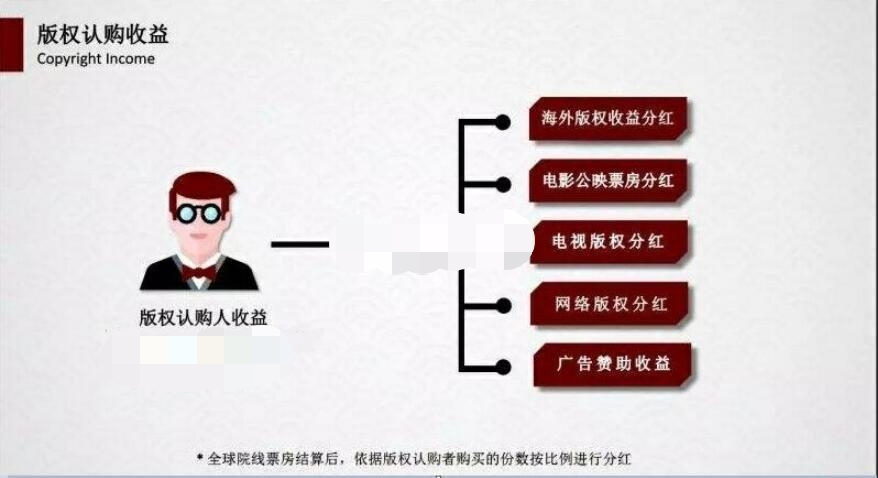 版权认购收益
Copyright Income
海外版权收益分红
电影公映票房分红
电视版权分红
网络版权分红
广告赞助收益
版权认购人收益
* 全球院线票房结算后，依据版权认购者购买的份数按比例进行分红